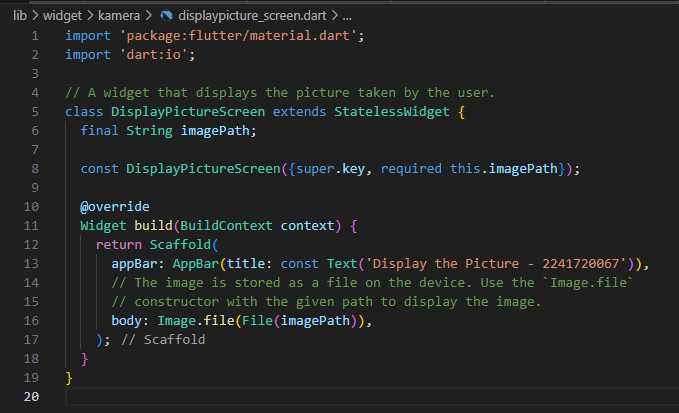 lib > widget > kamera > displaypicture_screen.dart > ...
1 import 'package:flutter/material.dart';
2 import 'dart:io';
3
4 // A widget that displays the picture taken by the user.
5 class DisplayPictureScreen extends StatelessWidget {
6   final String imagePath;
7
8   const DisplayPictureScreen({super.key, required this.imagePath});
9
10   @override
11   Widget build(BuildContext context) {
12     return Scaffold(
13       appBar: AppBar(title: const Text('Display the Picture - 2241720067')),
14       // The image is stored as a file on the device. Use the `Image.file`
15       // constructor with the given path to display the image.
16       body: Image.file(File(imagePath)),
17     ); // Scaffold
18   }
19 }
20